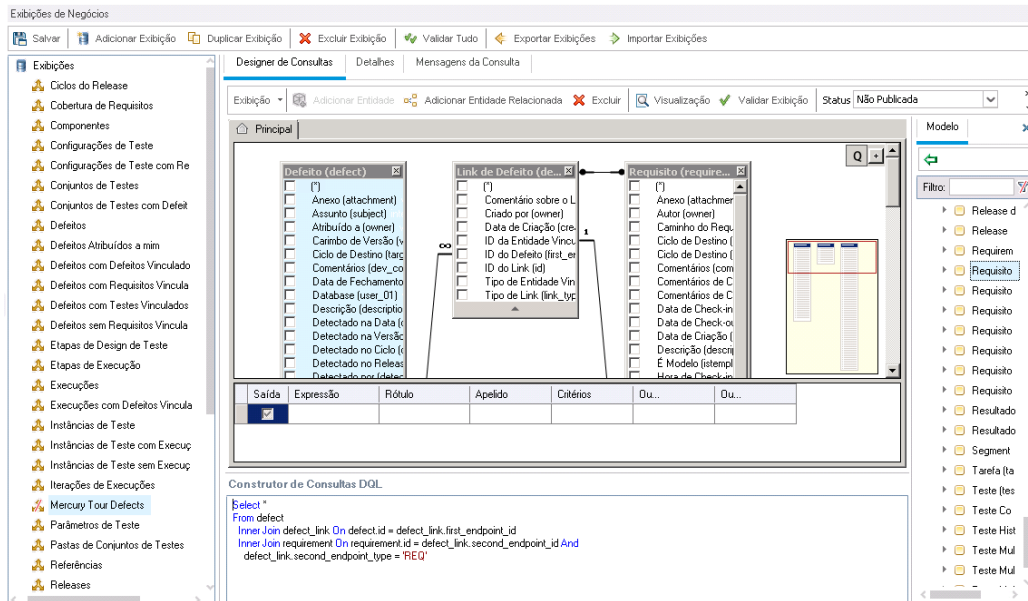 Exibições de Negócios
Salvar Adicionar Exibição Duplicar Exibição Excluir Exibição Validar Tudo Exportar Exibições Importar Exibições
Exibições
Ciclos do Release
Cobertura de Requisitos
Componentes
Configurações de Teste
Configurações de Teste com Re
Conjuntos de Testes
Conjuntos de Testes com Defeit
Defeitos
Defeitos Atribuídos a mim
Defeitos com Defeitos Vinculado
Defeitos com Requisitos Vincula
Defeitos com Testes Vinculados
Defeitos sem Requisitos Vincula
Etapas de Design de Teste
Etapas de Execução
Execuções
Execuções com Defeitos Vincula
Instâncias de Teste
Instâncias de Teste com Execuç
Instâncias de Teste sem Execuç
Iterações de Execuções
Mercury Tour Defects
Parâmetros de Teste
Pastas de Conjuntos de Testes
Referências
Releases
Designer de Consultas Detalhes Mensagens da Consulta
Exibição Adicionar Entidade Adicionar Entidade Relacionada Excluir Visualização Validar Exibição Status Não Publicada
Principal
Q
Defeito (defect)
(*)
Anexo (attachment)
Assunto (subject)
Atribuído a (owner)
Carimbo de Versão (v
Ciclo de Destino (targ
Comentários (dev_co
Data de Fechamento
Database (user_01)
Descrição (descriptio
Detectado na Data (c
Detectado na Versão
Detectado no Ciclo (c
Detectado no Releas
Detectado por (detec
∞
Link de Defeito (de...
(*)
Comentário sobre o L
Criado por (owner)
Data de Criação (cre
ID da Entidade Vincu
ID do Defeito (first_er
ID do Link (id)
Tipo de Entidade Vin
Tipo de Link (link_typ
1
Requisito (require...
(*)
Anexo (attachmer
Autor (owner)
Caminho do Requ
Ciclo de Destino (
Ciclo de Destino (
Comentários (com
Comentários de C
Comentários de C
Data de Check-in
Data de Check-ou
Data de Criação (
Descrição (descrip
É Modelo (istempl
Hora de Check-in
Saída Expressão Rótulo Apelido Critérios Ou... Ou...
Construtor de Consultas DQL
Select *
From defect
Inner Join defect_link On defect.id = defect_link.first_endpoint_id
Inner Join requirement On requirement.id = defect_link.second_endpoint_id And
defect_link.second_endpoint_type = 'REQ'
Modelo
Filtro:
Release d
Release
Requirem
Requisito
Requisito
Requisito
Requisito
Requisito
Requisito
Requisito
Resultado
Resultado
Segment
Tarefa (ta
Teste (tes
Teste Co
Teste Hist
Teste Mul
Teste Mul